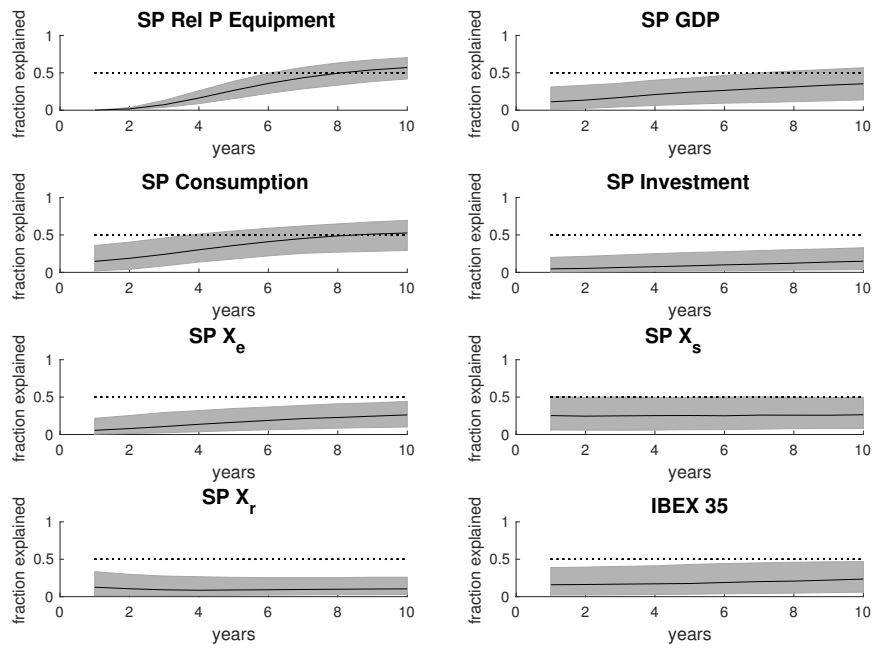 SP Rel P Equipment
fraction explained
1
0.5
0
0 2 4 6 8 10
years
SP GDP
fraction explained
1
0.5
0
0 2 4 6 8 10
years
SP Consumption
fraction explained
1
0.5
0
0 2 4 6 8 10
years
SP Investment
fraction explained
1
0.5
0
0 2 4 6 8 10
years
SP X_e
fraction explained
1
0.5
0
0 2 4 6 8 10
years
SP X_s
fraction explained
1
0.5
0
0 2 4 6 8 10
years
SP X_r
fraction explained
1
0.5
0
0 2 4 6 8 10
years
IBEX 35
fraction explained
1
0.5
0
0 2 4 6 8 10
years